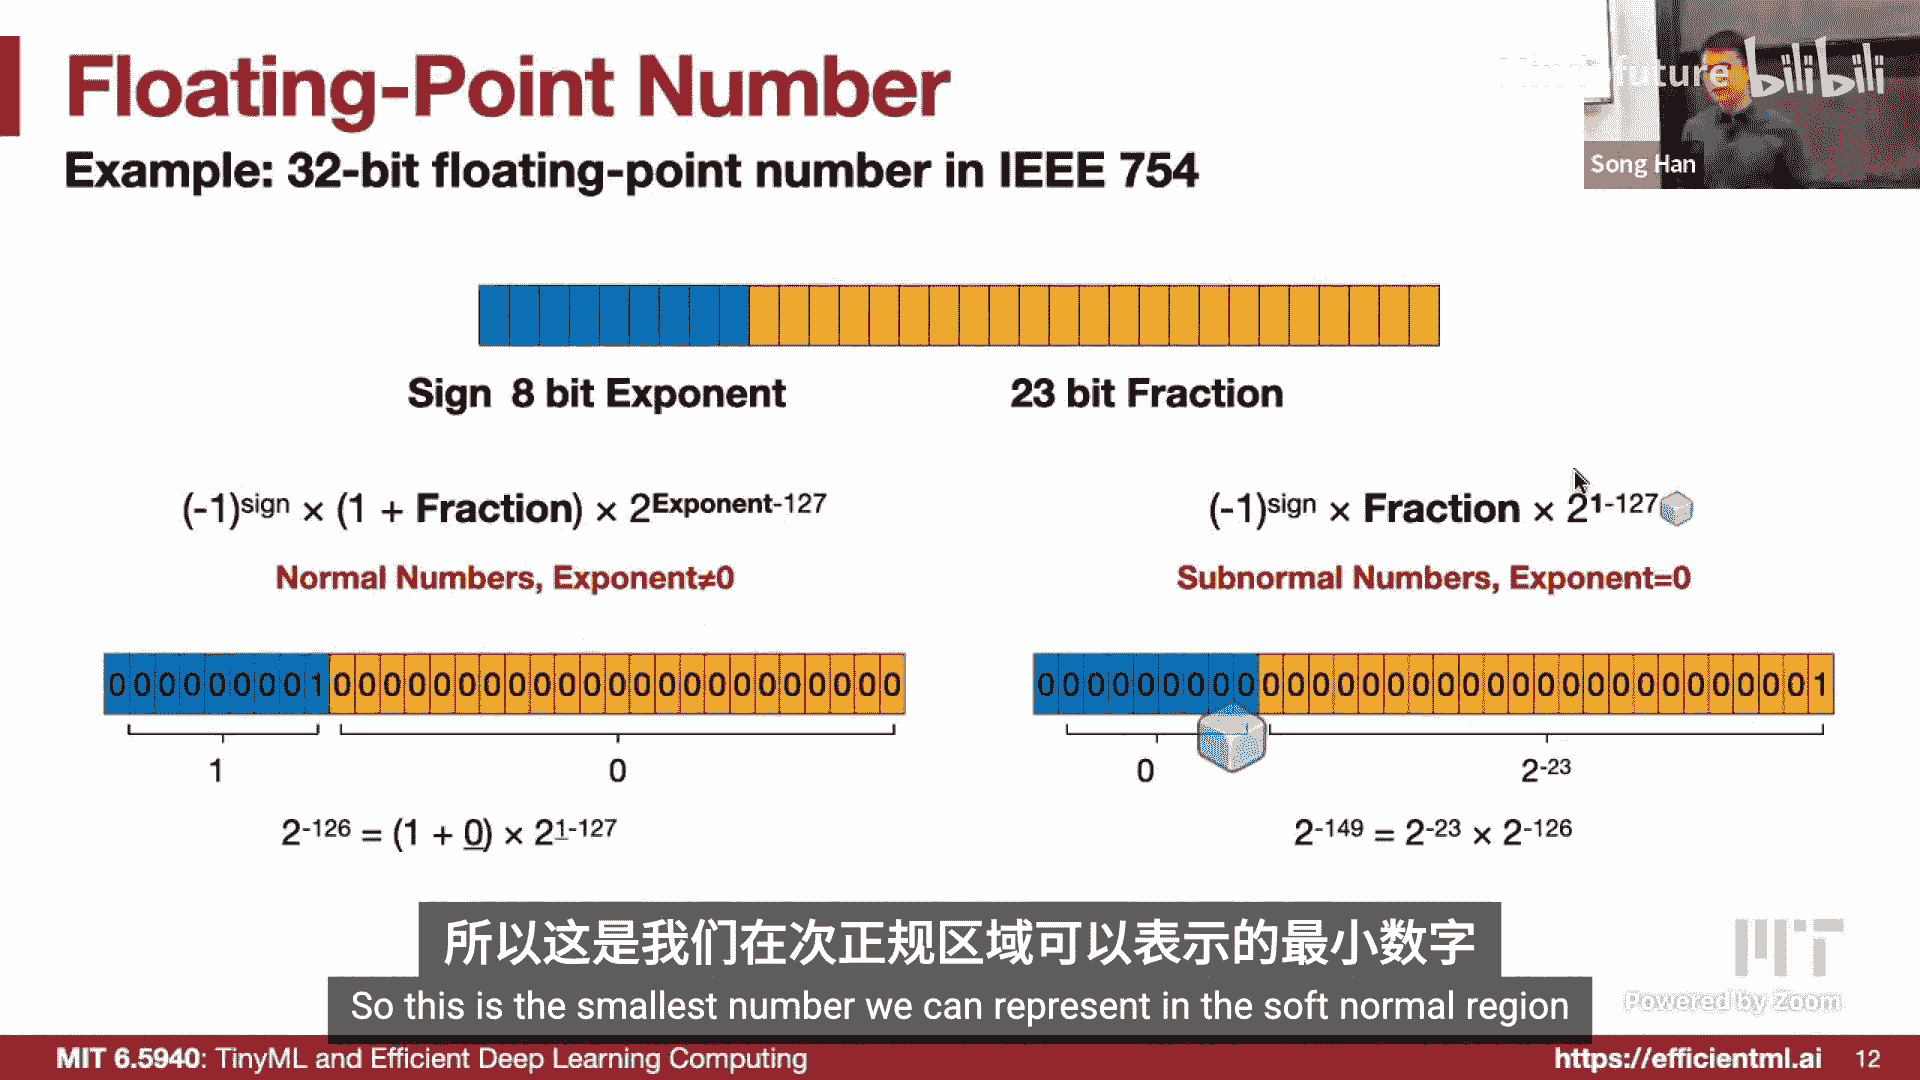 Floating-Point Number
future bilibili
Song Han
Example: 32-bit floating-point number in IEEE 754
Sign 8 bit Exponent
23 bit Fraction
(-1)^sign × (1 + Fraction) × 2^Exponent-127
(-1)^sign × Fraction × 2^1-127
Normal Numbers, Exponent≠0
Subnormal Numbers, Exponent=0
0 0 0 0 0 0 0 0 1 0 0 0 0 0 0 0 0 0 0 0 0 0 0 0 0 0 0 0 0 0 0 0
0 0 0 0 0 0 0 0 0 0 0 0 0 0 0 0 0 0 0 0 0 0 0 0 0 0 0 0 0 0 0 1
1 0
0 2^-23
2^-126 = (1 + 0) × 2^1-127
2^-149 = 2^-23 × 2^-126
所以这是我们在次正规区域可以表示的最小数字
So this is the smallest number we can represent in the soft normal region
MIT
Powered by Zoom
MIT 6.5940: TinyML and Efficient Deep Learning Computing
https://efficientml.ai 12